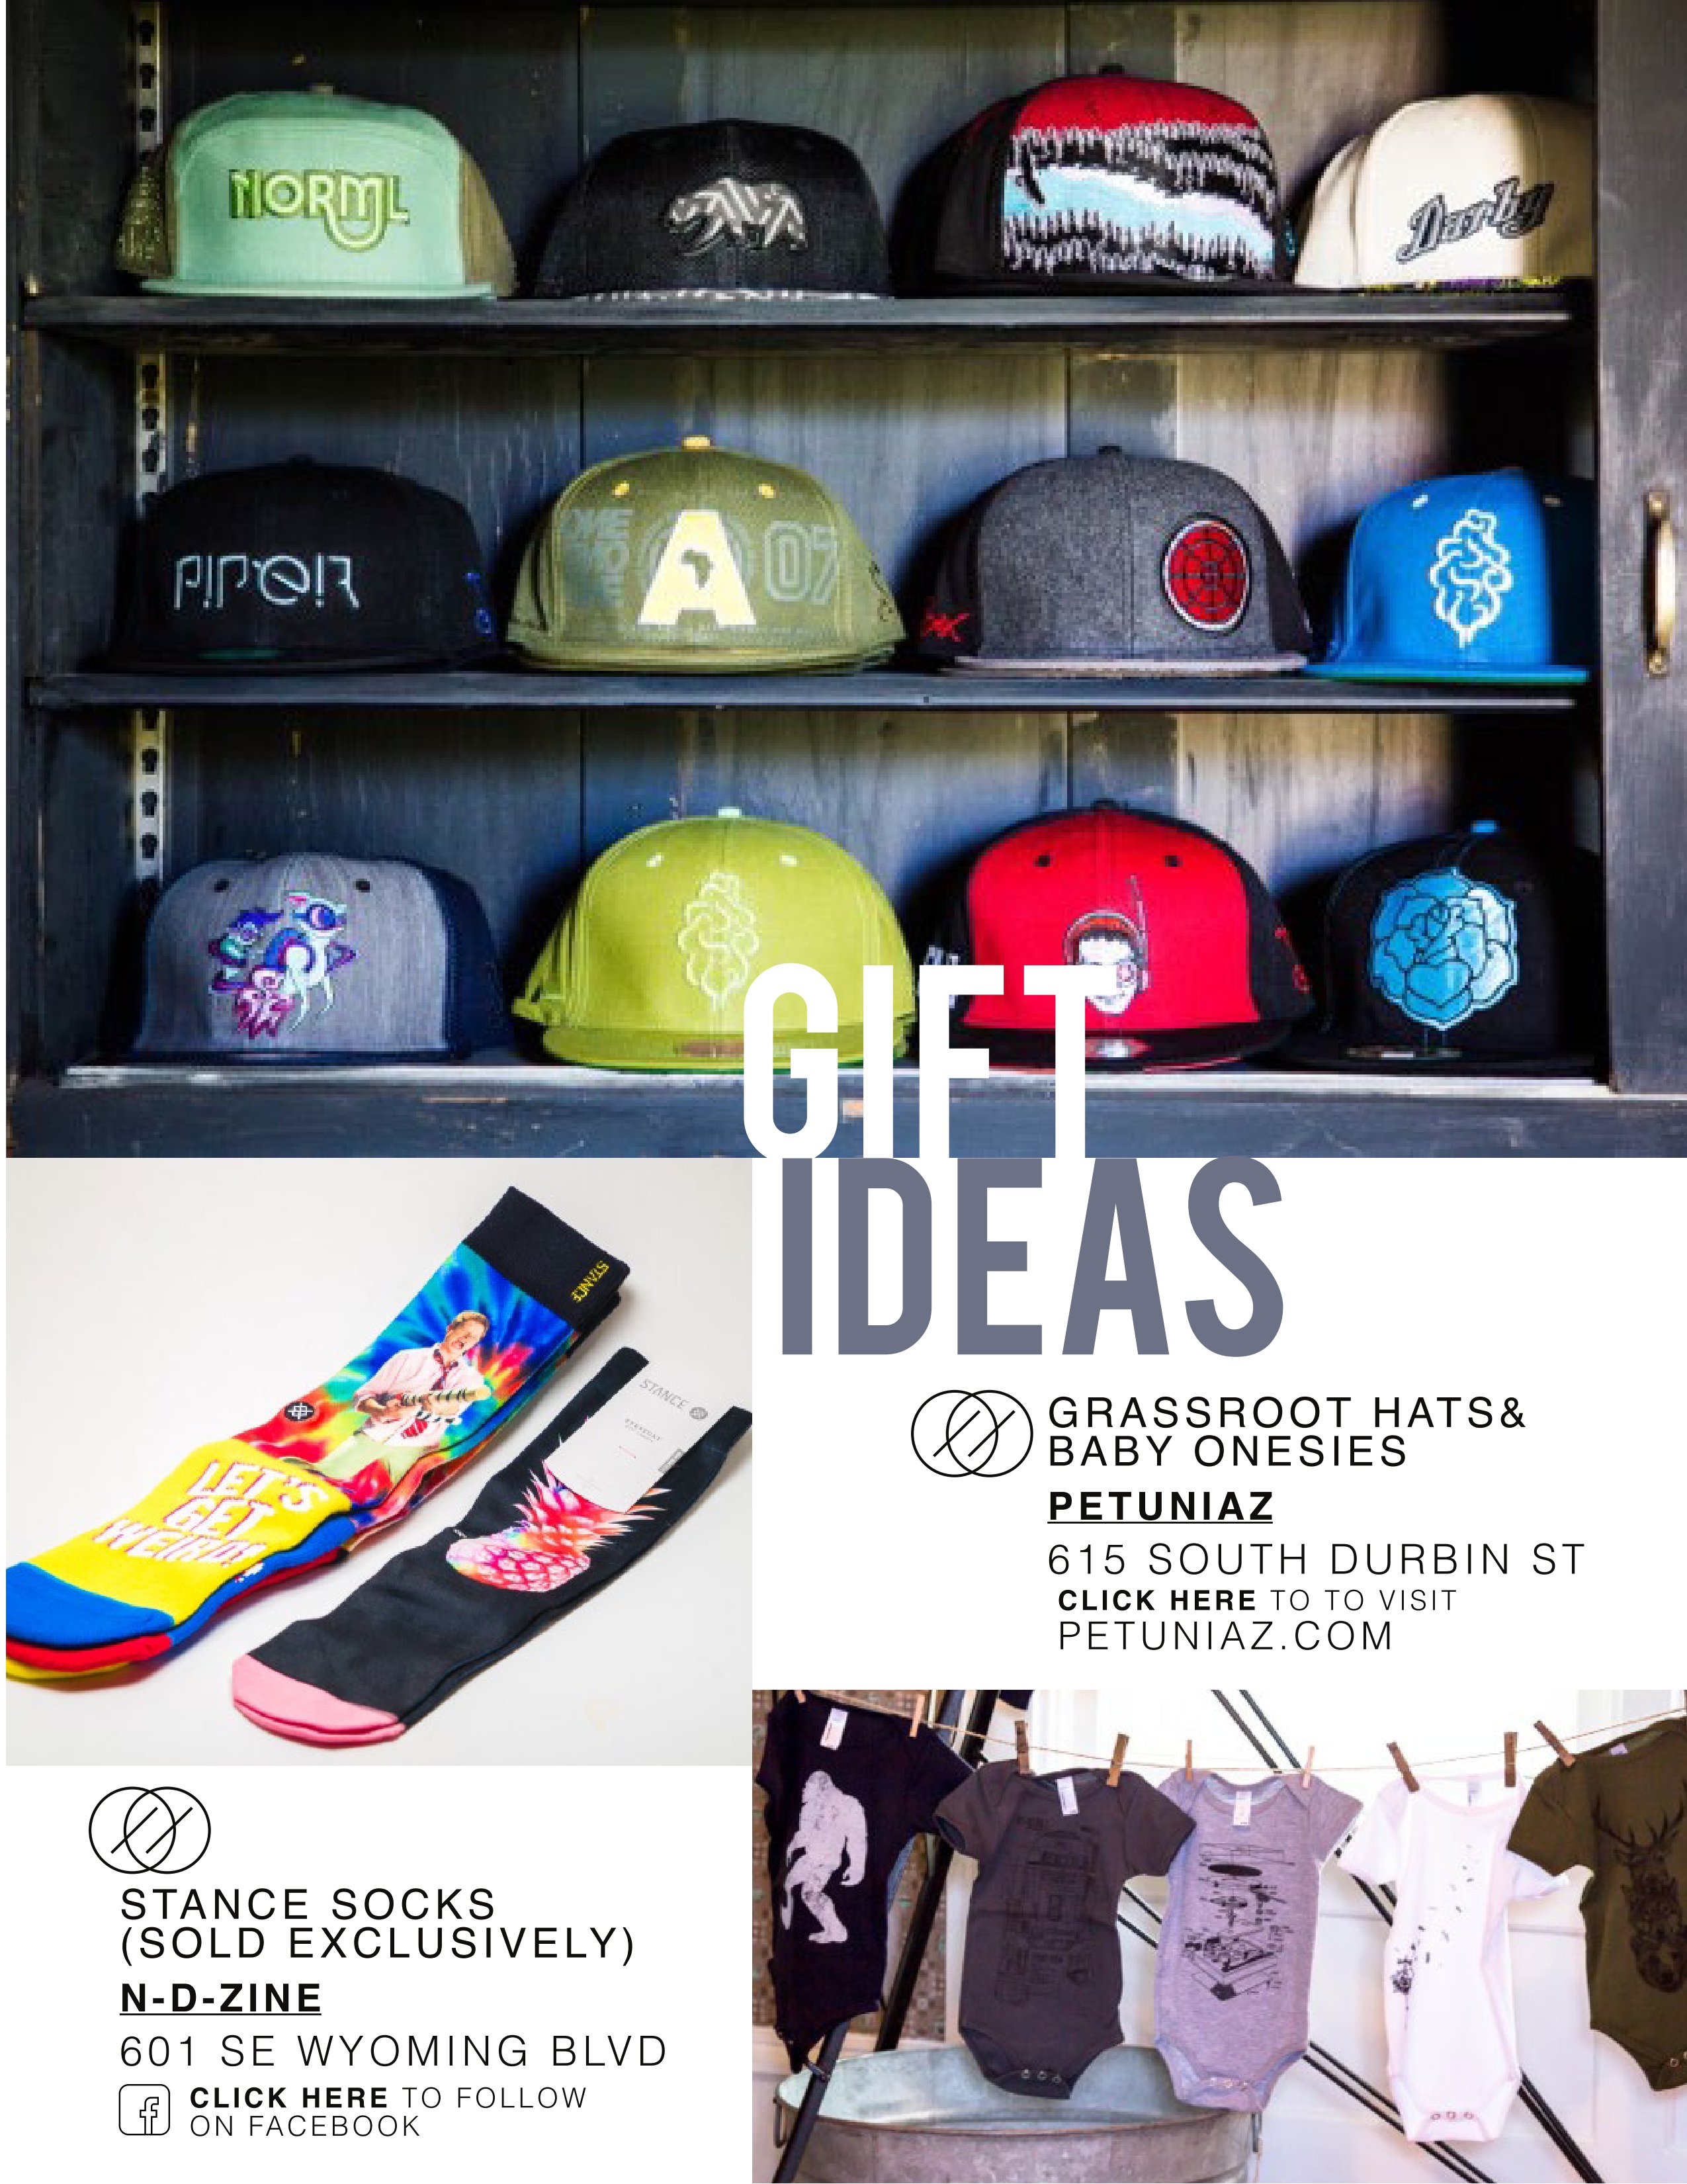 NORML
Darby
A
07
GIFT
IDEAS
STANCE
STANCE
LET'S
GET
WEIRD!
GRASSROOT HATS&
BABY ONESIES
PETUNIAZ
615 SOUTH DURBIN ST
CLICK HERE TO TO VISIT
PETUNIAZ.COM
STANCE SOCKS
(SOLD EXCLUSIVELY)
N-D-ZINE
601 SE WYOMING BLVD
CLICK HERE TO FOLLOW
ON FACEBOOK